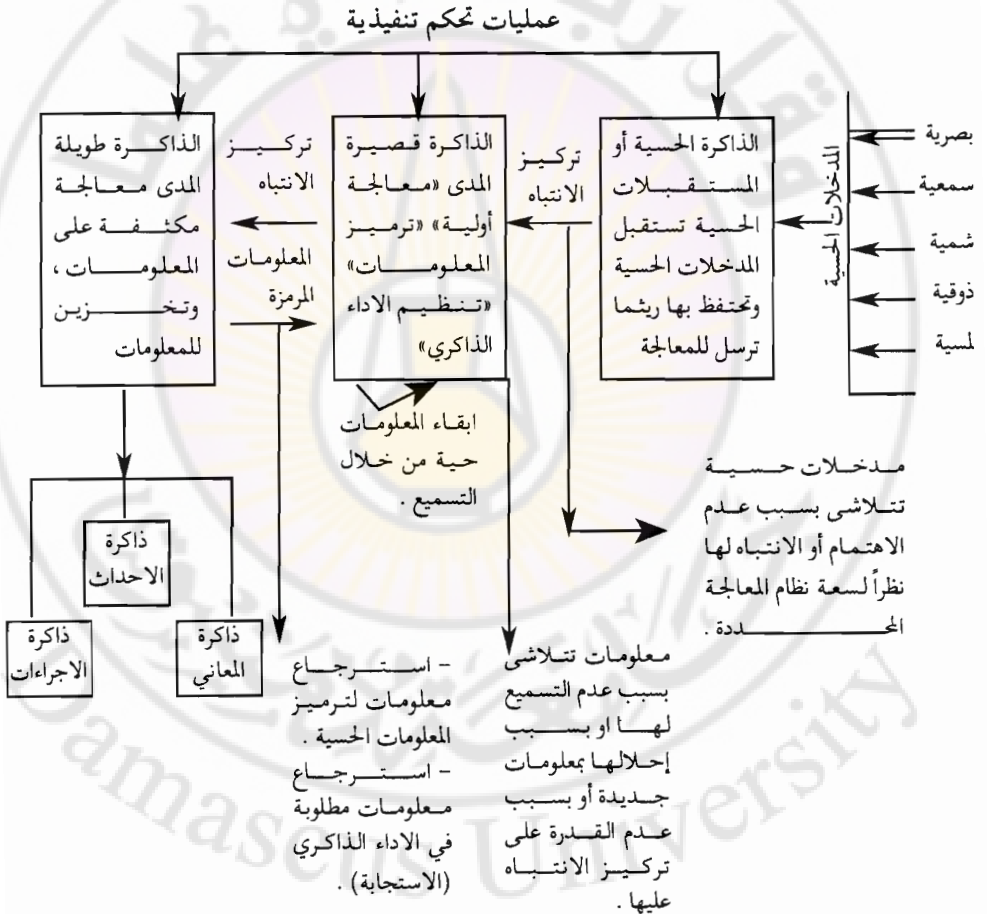 عمليات تحكم تنفيذية
بصرية
سمعية
شمية
ذوقية
لمسية
المدخلات الحسية
الذاكرة الحسية أو
المستقبلات
الحسية تستقبل
المدخلات الحسية
وتحتفظ بها ريثما
ترسل للمعالجة
تركيز
الانتباه
الذاكرة قصيرة
المدى «معالجة
أولية» «ترميز
المعلومات»
«تنظيم الاداء
الذاكري»
تركيز
الانتباه
المعلومات
المرمزة
الذاكرة طويلة
المدى معالجة
مكثفة على
المعلومات ،
وتخزين
للمعلومات
ابقاء المعلومات
حية من خلال
التسميع .
مدخلات حسية
تتلاشى بسبب عدم
الاهتمام أو الانتباه لها
نظراً لسعة نظام المعالجة
المحددة .
ذاكرة
الاحداث
ذاكرة
المعاني
ذاكرة
الاجراءات
معلومات تتلاشى
بسبب عدم التسميع
لها او بسبب
إحلالها بمعلومات
جديدة أو بسبب
عدم القدرة على
تركيز الانتباه
عليها .
- استرجاع
معلومات لترميز
المعلومات الحسية .
- استرجاع
معلومات مطلوبة
في الاداء الذاكري
(الاستجابة) .
Damascus University